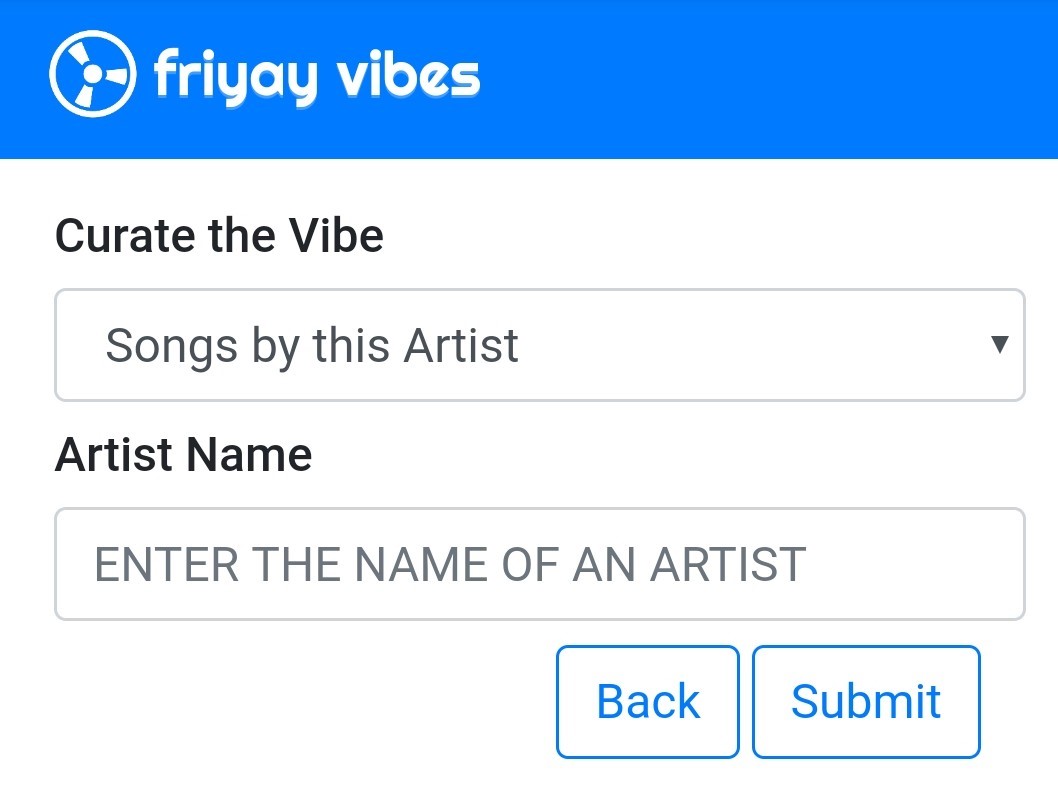 friyay vibes
Curate the Vibe
Songs by this Artist
Artist Name
ENTER THE NAME OF AN ARTIST
Back Submit